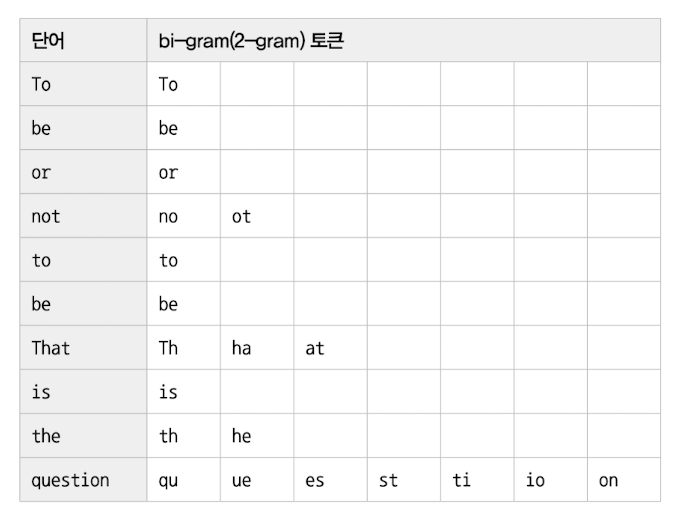 단어 bi-gram(2-gram) 토큰
To To
be be
or or
not no ot
to to
be be
That Th ha at
is is
the th he
question qu ue es st ti io on